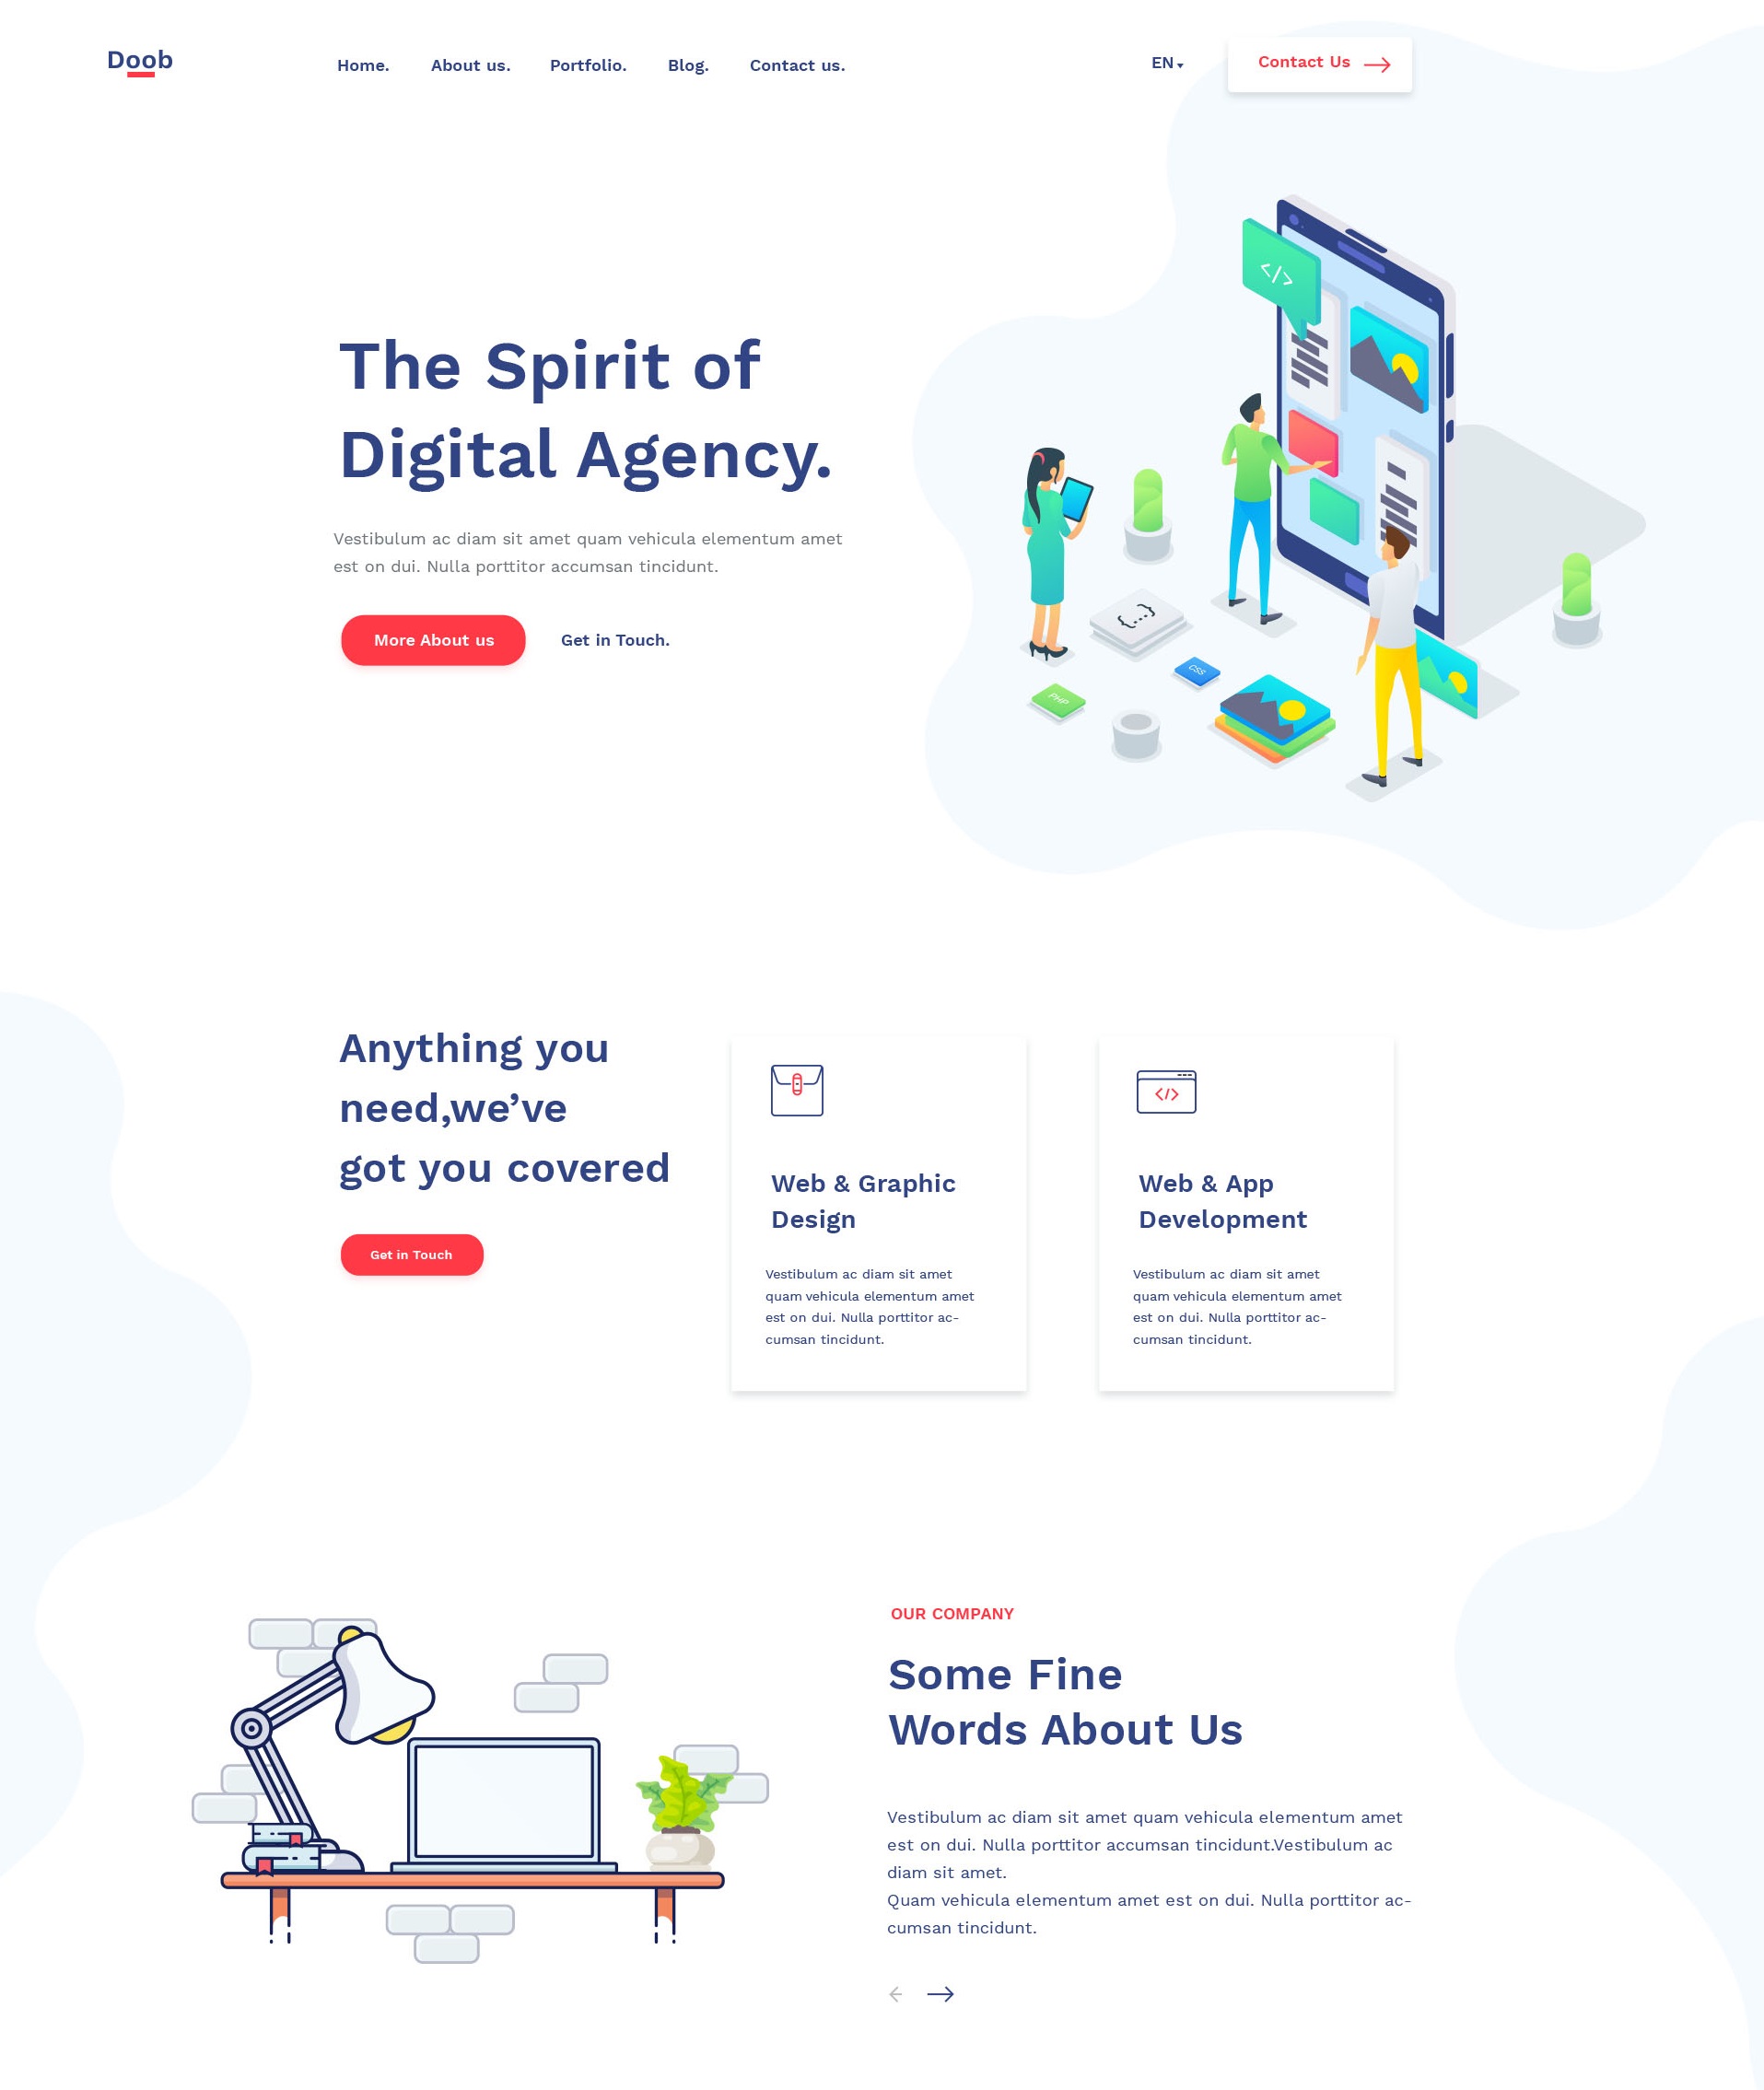 Doob
Home. About us. Portfolio. Blog. Contact us.
EN
Contact Us
The Spirit of
Digital Agency.
Vestibulum ac diam sit amet quam vehicula elementum amet
est on dui. Nulla porttitor accumsan tincidunt.
More About us
Get in Touch.
</>
{...}
CSS
PHP
Anything you
need,we’ve
got you covered
Get in Touch
Web & Graphic
Design
Vestibulum ac diam sit amet
quam vehicula elementum amet
est on dui. Nulla porttitor ac-
cumsan tincidunt.
</>
Web & App
Development
Vestibulum ac diam sit amet
quam vehicula elementum amet
est on dui. Nulla porttitor ac-
cumsan tincidunt.
OUR COMPANY
Some Fine
Words About Us
Vestibulum ac diam sit amet quam vehicula elementum amet
est on dui. Nulla porttitor accumsan tincidunt.Vestibulum ac
diam sit amet.
Quam vehicula elementum amet est on dui. Nulla porttitor ac-
cumsan tincidunt.